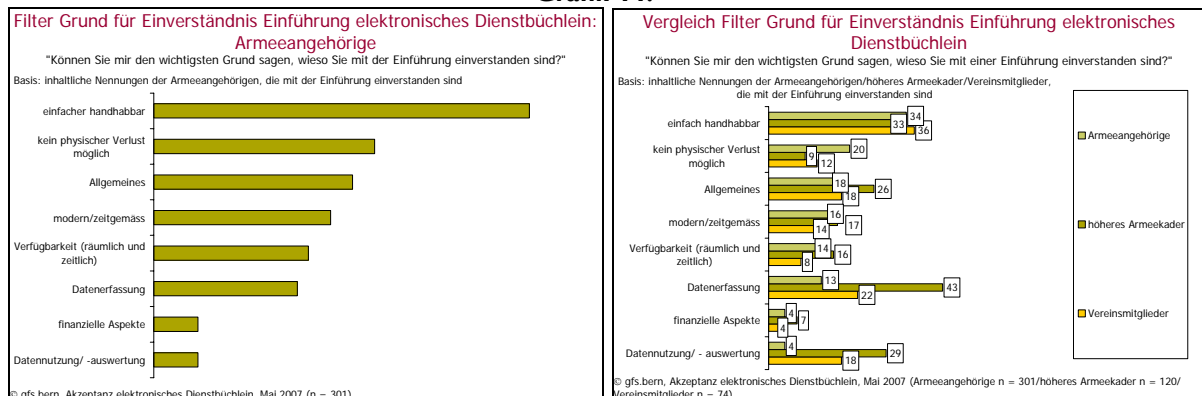 Filter Grund für Einverständnis Einführung elektronisches Dienstbüchlein:
Armeeangehörige
"Können Sie mir den wichtigsten Grund sagen, wieso Sie mit der Einführung einverstanden sind?"
Basis: inhaltliche Nennungen der Armeeangehörigen, die mit der Einführung einverstanden sind
einfacher handhabbar
kein physischer Verlust
möglich
Allgemeines
modern/zeitgemäss
Verfügbarkeit (räumlich und
zeitlich)
Datenerfassung
finanzielle Aspekte
Datennutzung/ -auswertung
© gfs.bern, Akzeptanz elektronisches Dienstbüchlein, Mai 2007 (n = 301)
Vergleich Filter Grund für Einverständnis Einführung elektronisches
Dienstbüchlein
"Können Sie mir den wichtigsten Grund sagen, wieso Sie mit einer Einführung einverstanden sind?"
Basis: inhaltliche Nennungen der Armeeangehörigen/höheres Armeekader/Vereinsmitglieder,
die mit der Einführung einverstanden sind
einfach handhabbar
34
33
36
kein physischer Verlust
möglich
20
9
12
Allgemeines
18
26
18
modern/zeitgemäss
16
17
14
Verfügbarkeit (räumlich und
zeitlich)
14
16
8
Datenerfassung
13
43
22
finanzielle Aspekte
4
7
4
Datennutzung/ - auswertung
4
29
18
Armeeangehörige
höheres Armeekader
Vereinsmitglieder
© gfs.bern, Akzeptanz elektronisches Dienstbüchlein, Mai 2007 (Armeeangehörige n = 301/höheres Armeekader n = 120/
Vereinsmitglieder n = 74)